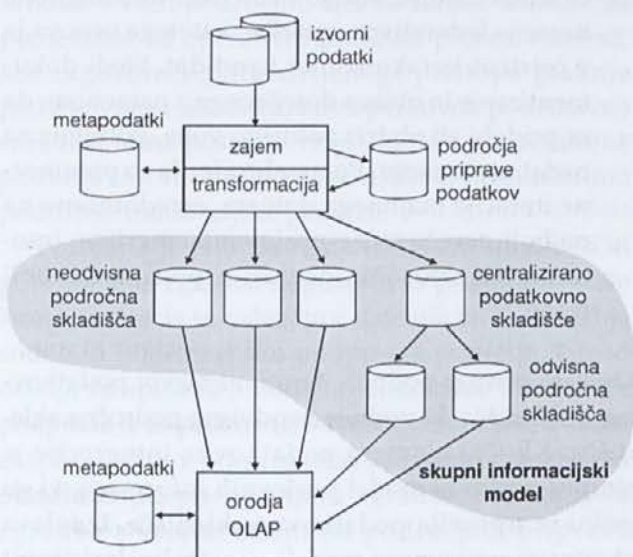 izvorni
podatki
metapodatki
zajem
transformacija
področja
priprave
podatkov
neodvisna
področna
skladišča
centralizirano
podatkovno
skladišče
odvisna
področna
skladišča
skupni informacijski
model
metapodatki
prodja
OLAP